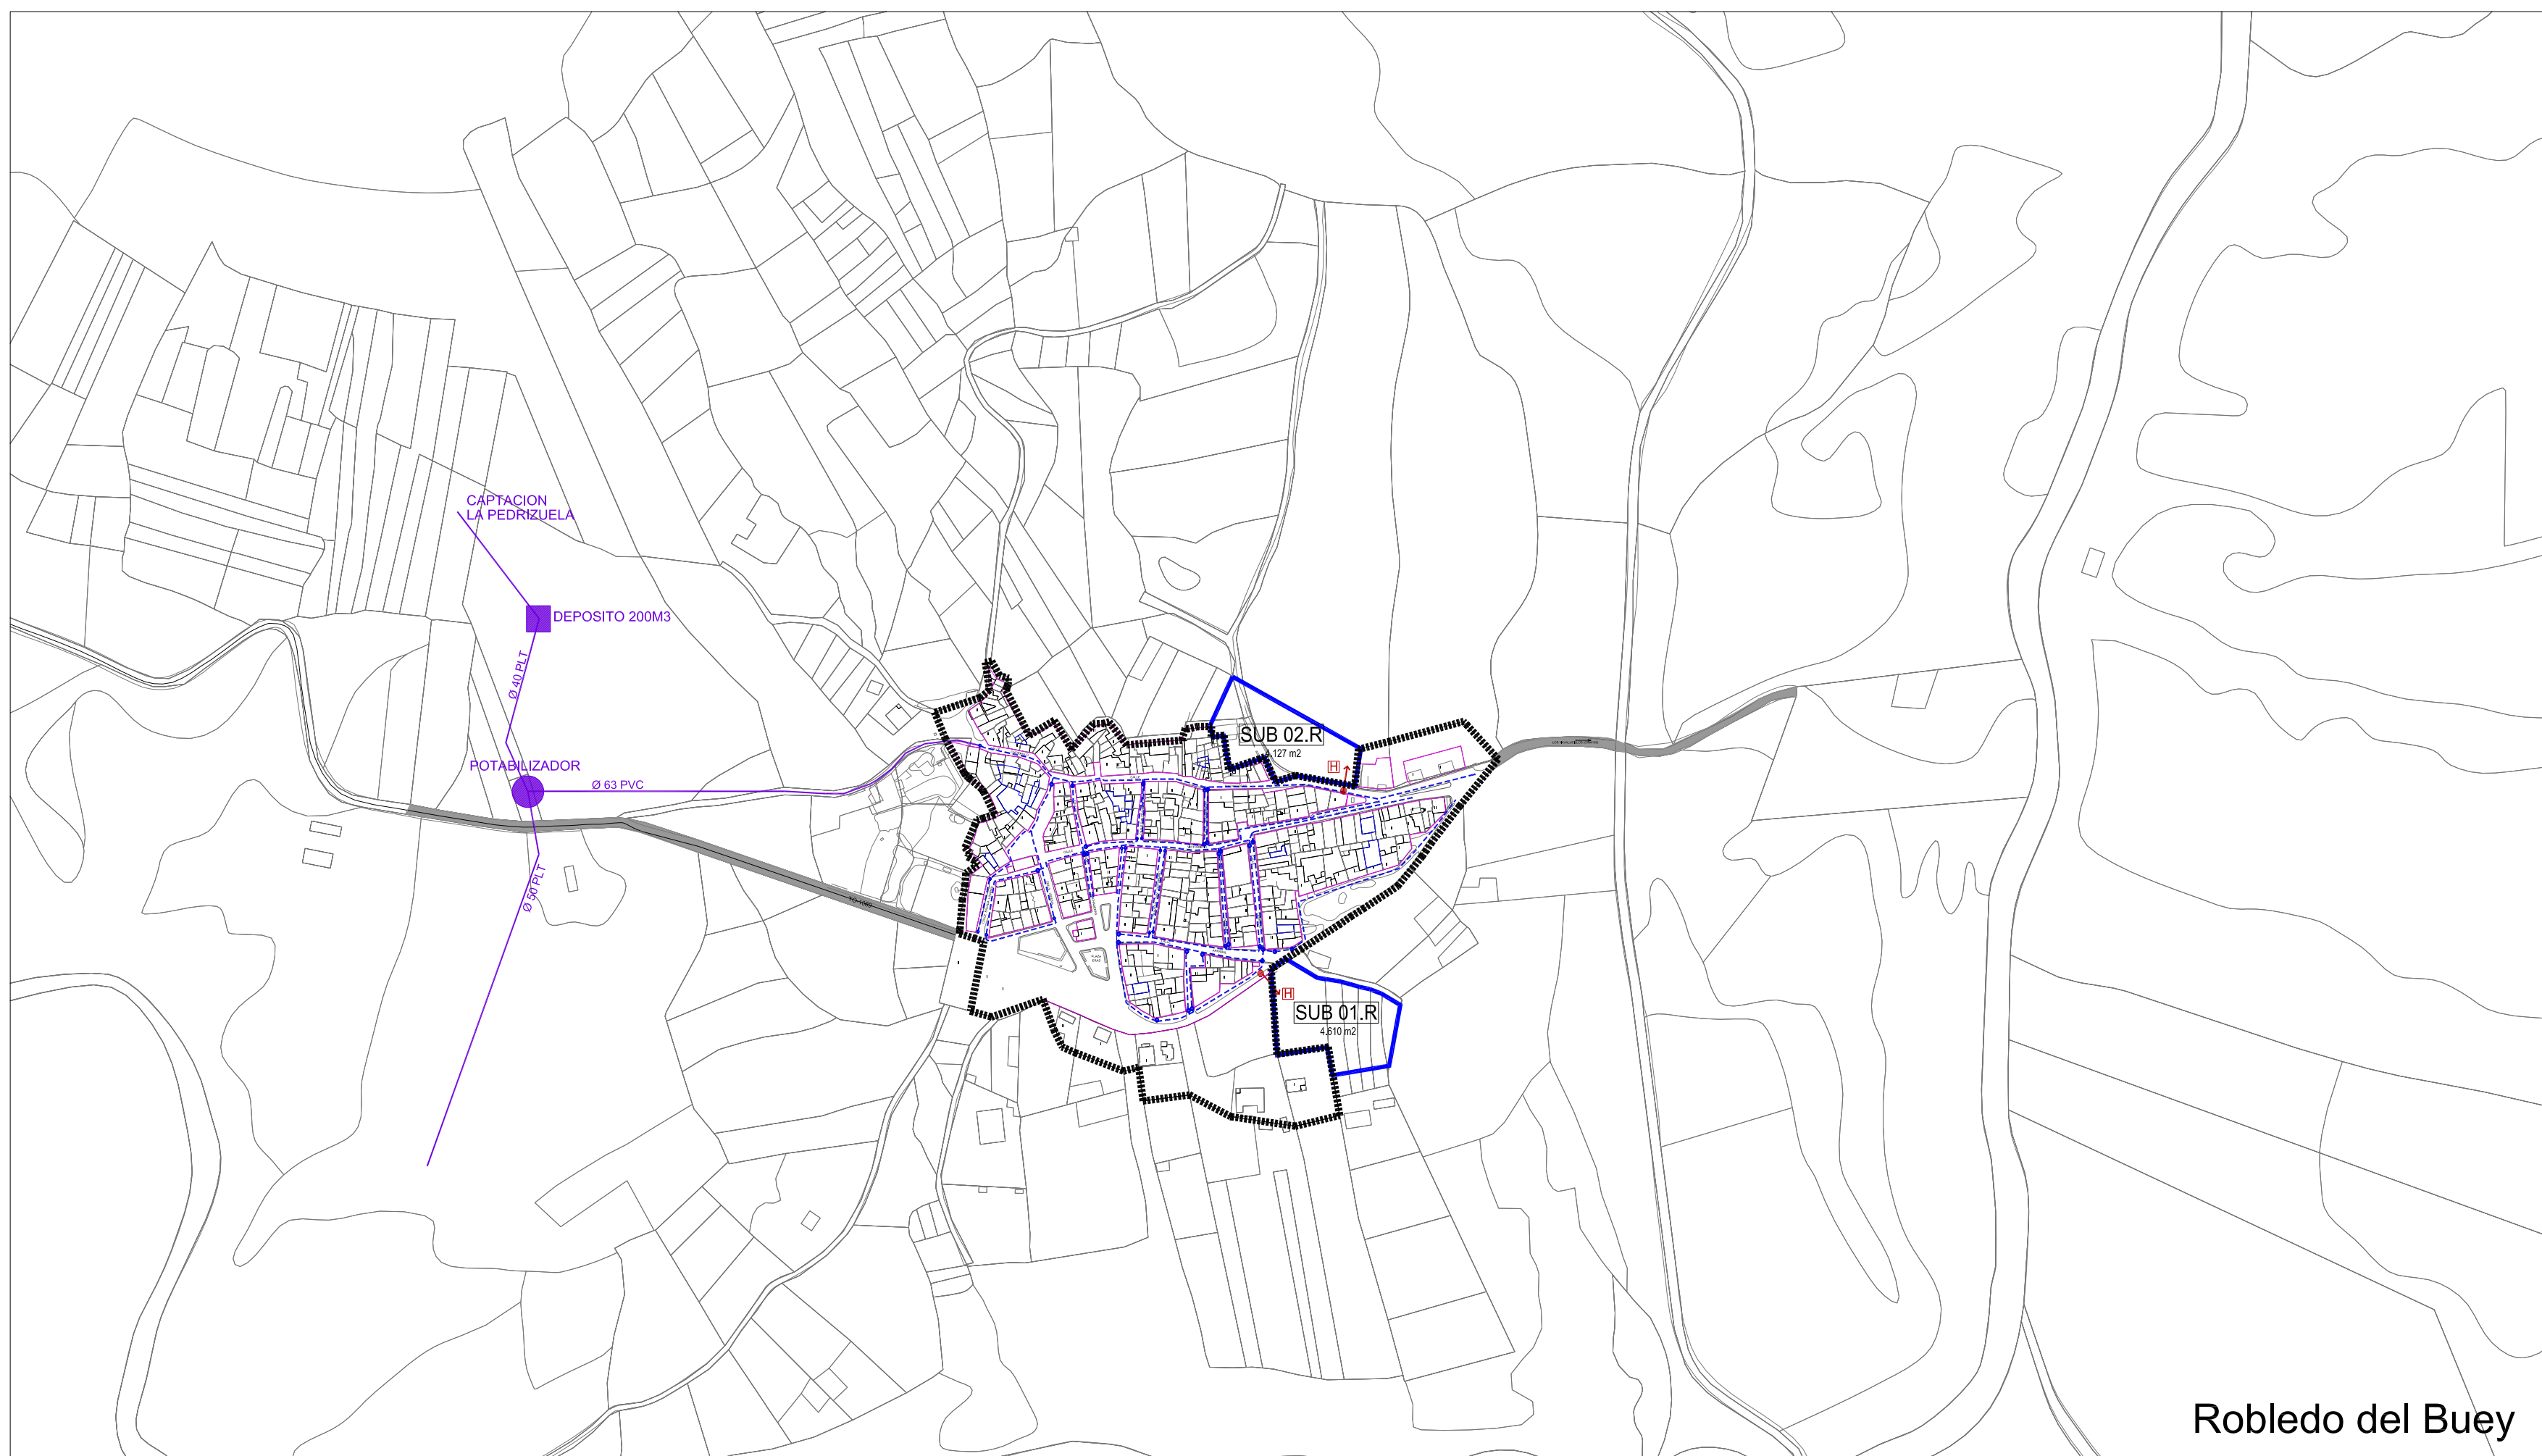 CAPTACION
LA PEDRIZUELA
DEPOSITO 200M3
Ø 40 PLT
POTABILIZADOR
Ø 63 PVC
Ø 50 PLT
SUB 02.R
H
H
SUB 01.R
4.610 m2
PLAZA
Robledo del Buey